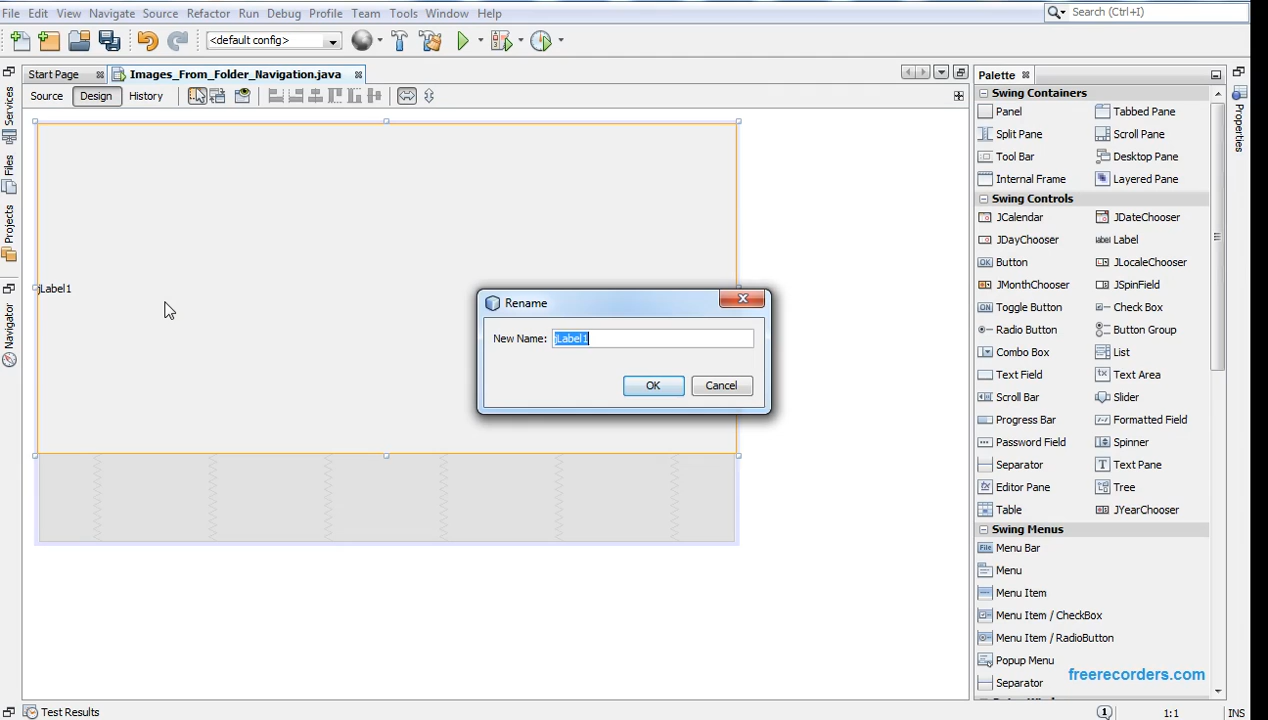 File Edit View Navigate Source Refactor Run Debug Profile Team Tools Window Help
Search (Ctrl+I)
<default config>
Start Page
Images_From_Folder_Navigation.java
Source Design History
Services
Files
Projects
Navigator
jLabel1
Rename
New Name: jLabel1
OK Cancel
Palette
Swing Containers
Panel Tabbed Pane
Split Pane Scroll Pane
Tool Bar Desktop Pane
Internal Frame Layered Pane
Swing Controls
JCalendar JDateChooser
JDayChooser label Label
OK Button JLocaleChooser
JMonthChooser JSpinField
Toggle Button Check Box
Radio Button Button Group
Combo Box List
Text Field Text Area
Scroll Bar Slider
Progress Bar Formatted Field
Password Field Spinner
Separator Text Pane
Editor Pane Tree
Table JYearChooser
Swing Menus
File Menu Bar
Menu
Menu Item
Menu Item / CheckBox
Menu Item / RadioButton
Popup Menu
Separator
Properties
freerecorders.com
Test Results
1 1:1 INS